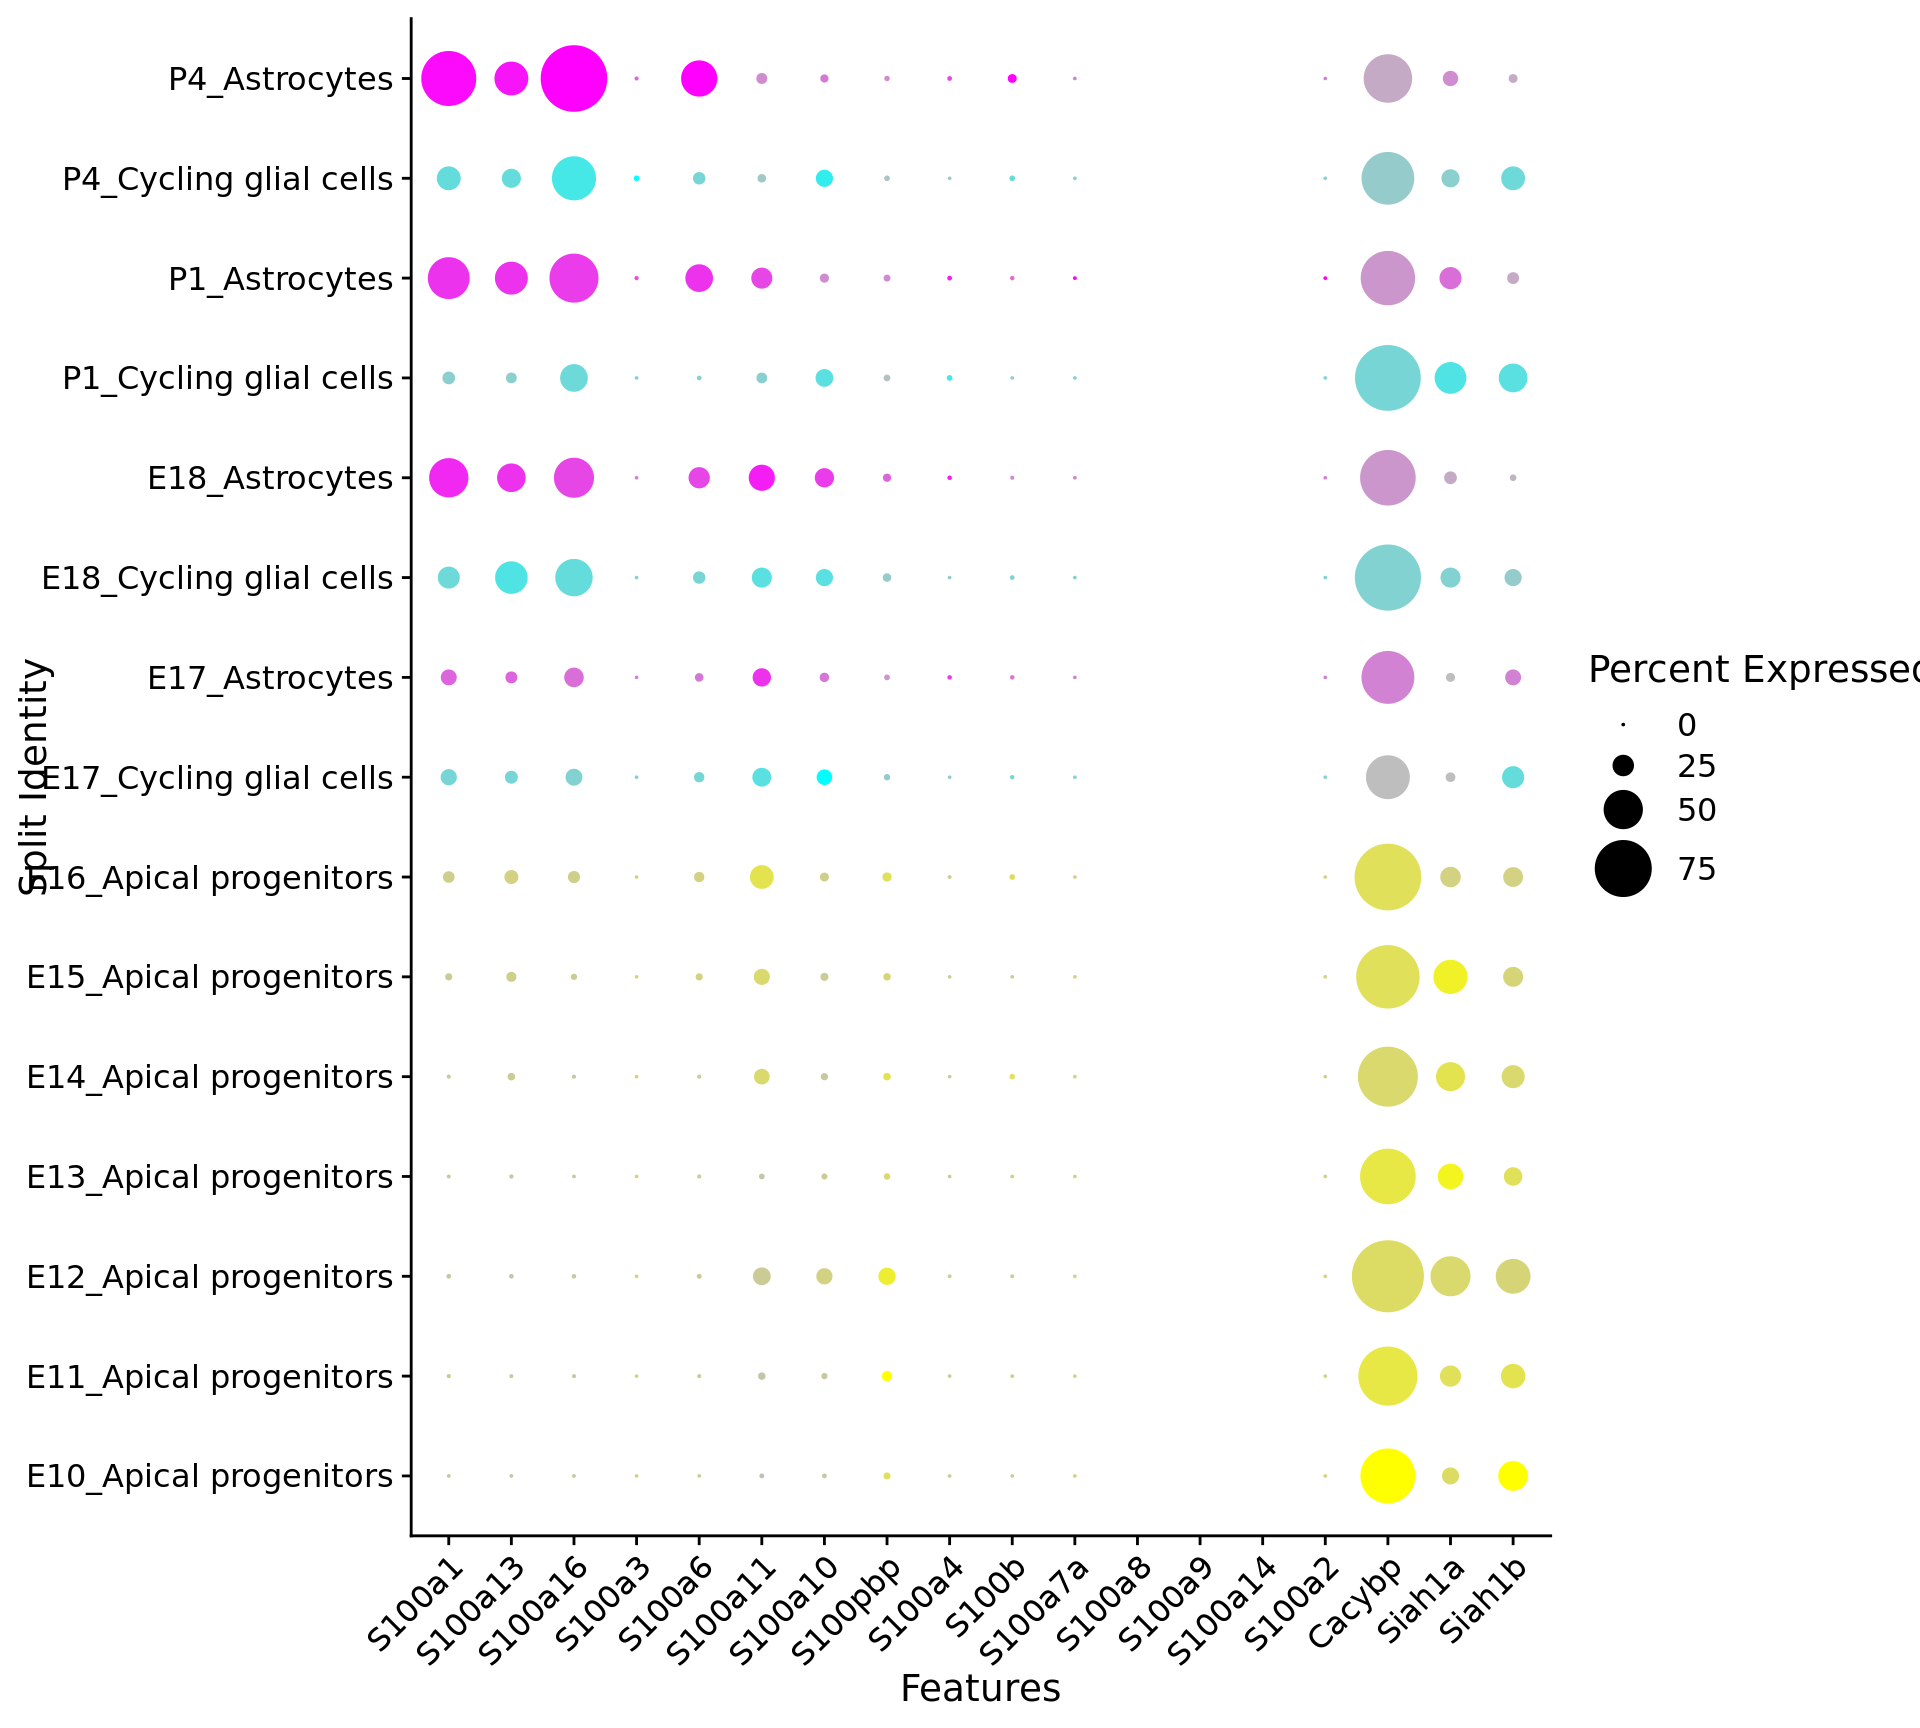 P4_Astrocytes
P4_Cycling glial cells
P1_Astrocytes
P1_Cycling glial cells
E18_Astrocytes
E18_Cycling glial cells
E17_Astrocytes
E17_Cycling glial cells
E16_Apical progenitors
E15_Apical progenitors
E14_Apical progenitors
E13_Apical progenitors
E12_Apical progenitors
E11_Apical progenitors
E10_Apical progenitors
Split Identity
S100a1
S100a13
S100a16
S100a3
S100a6
S100a11
S100a10
S100pbp
S100a4
S100b
S100a7a
S100a8
S100a9
S100a14
S100a2
Cacybp
Siah1a
Siah1b
Features
Percent Expressed
0
25
50
75